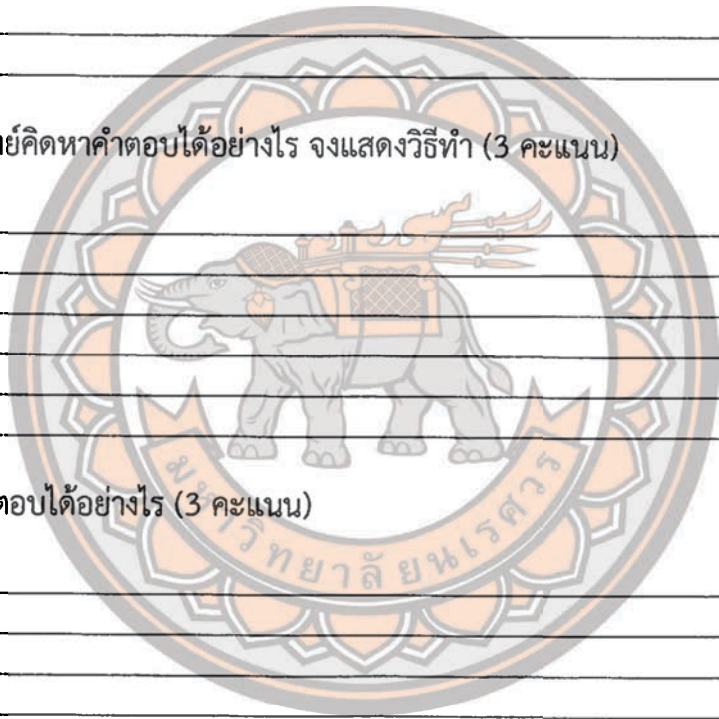 ย์คิดหาคำตอบได้อย่างไร จงแสดงวิธีทำ (3 คะแนน)
ตอบได้อย่างไร (3 คะแนน)
มหาวิทยาลัยนเรศวร